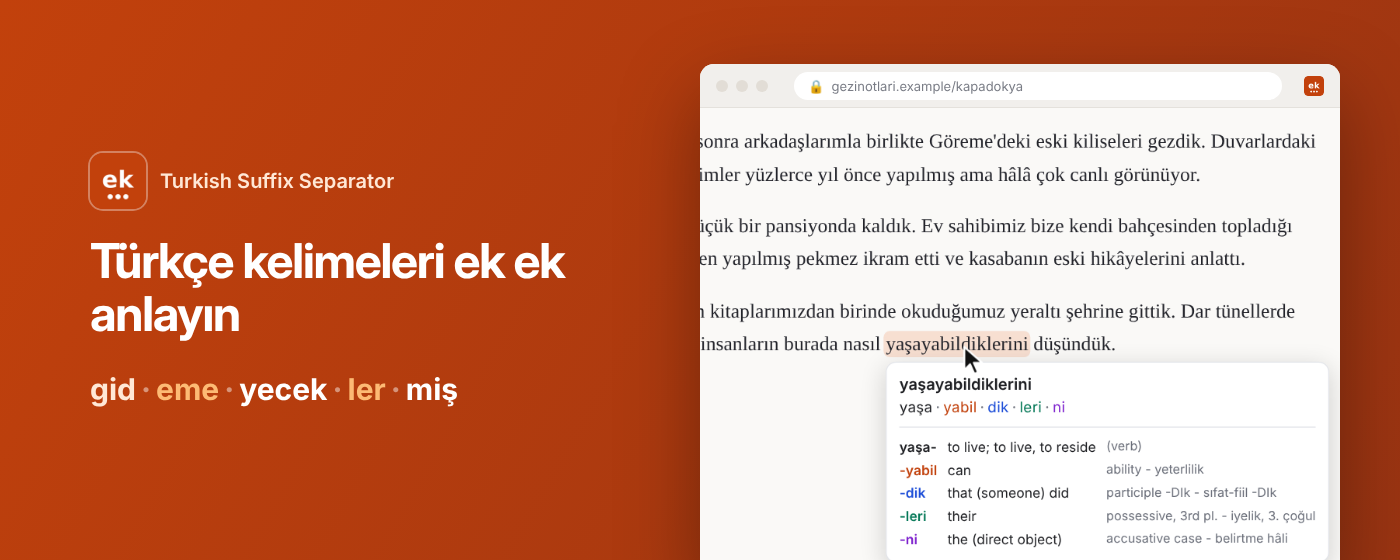 ek
Turkish Suffix Separator
Türkçe kelimeleri ek ek
anlayın
gid · eme · yecek · ler · miş
gezinotlari.example/kapadokya
ek
sonra arkadaşlarımla birlikte Göreme'deki eski kiliseleri gezdik. Duvarlardaki
imler yüzlerce yıl önce yapılmış ama hâlâ çok canlı görünüyor.
üçük bir pansiyonda kaldık. Ev sahibimiz bize kendi bahçesinden topladığı
en yapılmış pekmez ikram etti ve kasabanın eski hikâyelerini anlattı.
n kitaplarımızdan birinde okuduğumuz yeraltı şehrine gittik. Dar tünellerde
insanların burada nasıl yaşayabildiklerini düşündük.
yaşayabildiklerini
yaşa · yabil · dik · leri · ni
yaşa- to live; to live, to reside (verb)
-yabil can ability - yeterlilik
-dik that (someone) did participle -DIk - sıfat-fiil -DIk
-leri their possessive, 3rd pl. - iyelik, 3. çoğul
-ni the (direct object) accusative case - belirtme hâli